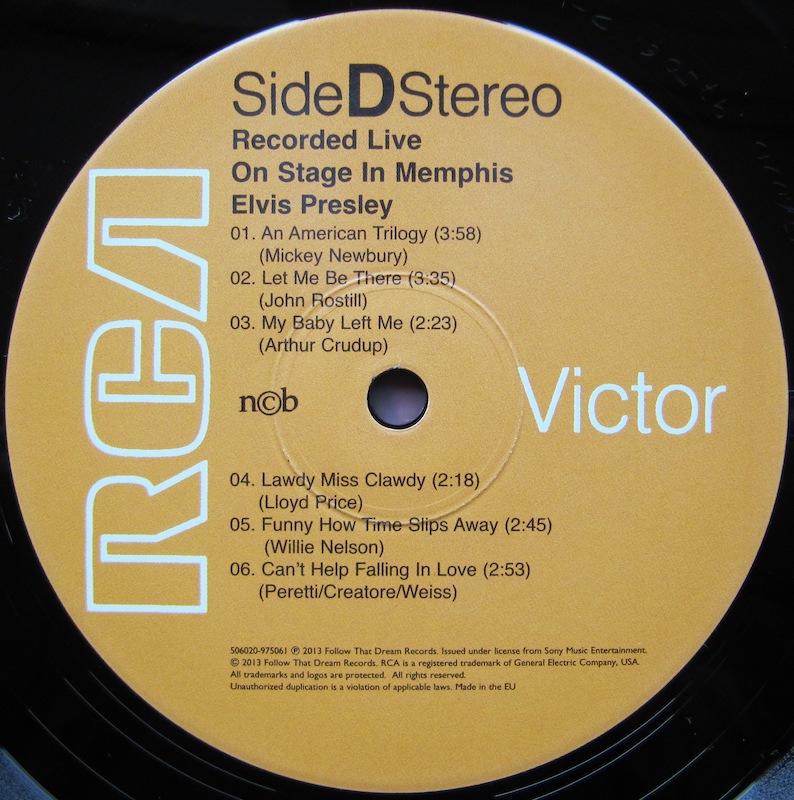 Side D Stereo
Recorded Live
On Stage In Memphis
Elvis Presley
01. An American Trilogy (3:58)
(Mickey Newbury)
02. Let Me Be There (3:35)
(John Rostill)
03. My Baby Left Me (2:23)
(Arthur Crudup)
n©b
RCA
Victor
04. Lawdy Miss Clawdy (2:18)
(Lloyd Price)
05. Funny How Time Slips Away (2:45)
(Willie Nelson)
06. Can't Help Falling In Love (2:53)
(Peretti/Creatore/Weiss)
506020-975061 ℗ 2013 Follow That Dream Records. Issued under license from Sony Music Entertainment.
© 2013 Follow That Dream Records. RCA is a registered trademark of General Electric Company, USA.
All trademarks and logos are protected. All rights reserved.
Unauthorized duplication is a violation of applicable laws. Made in the EU